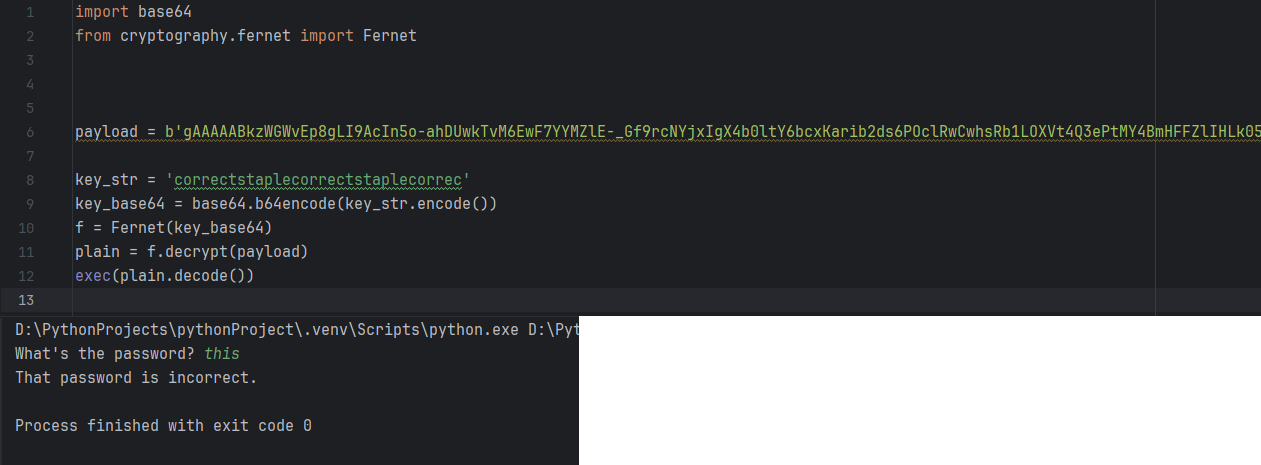 1 import base64
2 from cryptography.fernet import Fernet
3
4
5
6 payload = b'gAAAAABkzWGWvEp8gLI9AcIn5o-ahDUwkTvM6EwF7YYMZlE-_Gf9rcNYjxIgX4b0ltY6bcxKarib2ds6POclRwCwhsRb1LOXVt4Q3ePtMY4BmHFFZlIHLk05
7
8 key_str = 'correctstaplecorrectstaplecorrec'
9 key_base64 = base64.b64encode(key_str.encode())
10 f = Fernet(key_base64)
11 plain = f.decrypt(payload)
12 exec(plain.decode())
13
D:\PythonProjects\pythonProject\.venv\Scripts\python.exe D:\Pyt
What's the password? this
That password is incorrect.
Process finished with exit code 0